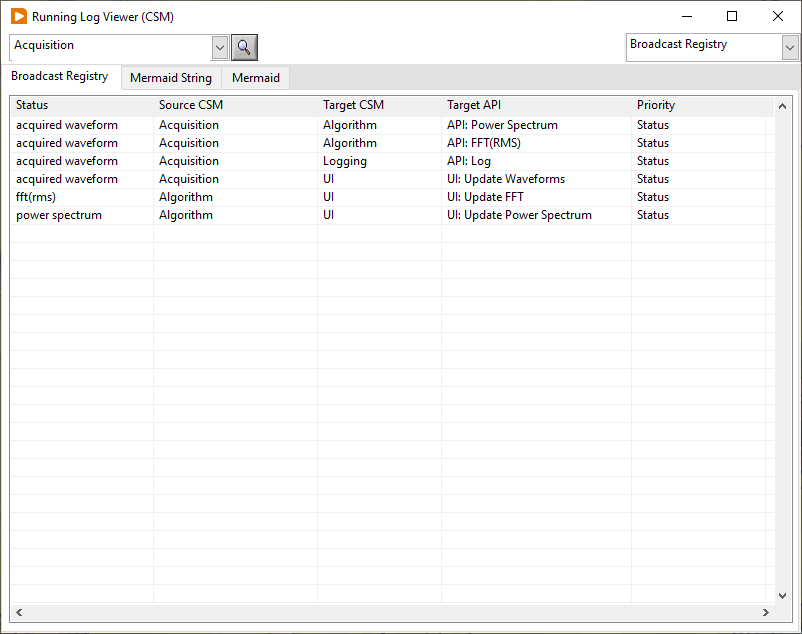 Running Log Viewer (CSM)
Acquisition
Broadcast Registry
Broadcast Registry Mermaid String Mermaid
Status Source CSM Target CSM Target API Priority
acquired waveform Acquisition Algorithm API: Power Spectrum Status
acquired waveform Acquisition Algorithm API: FFT(RMS) Status
acquired waveform Acquisition Logging API: Log Status
acquired waveform Acquisition UI UI: Update Waveforms Status
fft(rms) Algorithm UI UI: Update FFT Status
power spectrum Algorithm UI UI: Update Power Spectrum Status